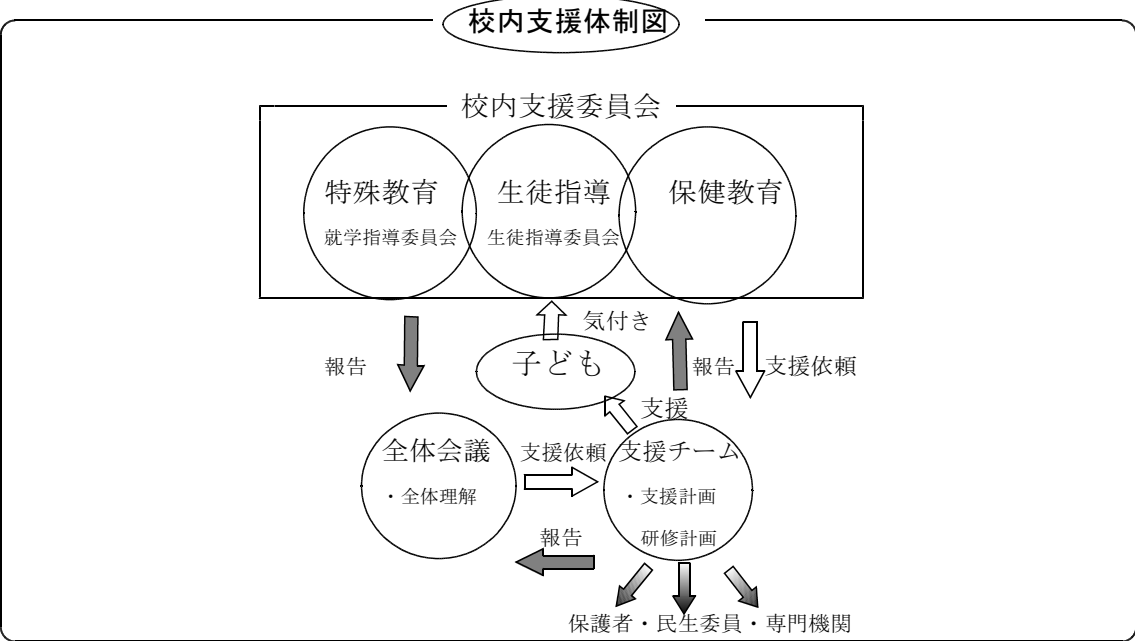 校内支援体制図
校内支援委員会
特殊教育
就学指導委員会
生徒指導
生徒指導委員会
保健教育
気付き
子ども
報告
報告
支援依頼
支援
全体会議
・全体理解
支援依頼
支援チーム
・支援計画
研修計画
報告
保護者・民生委員・専門機関